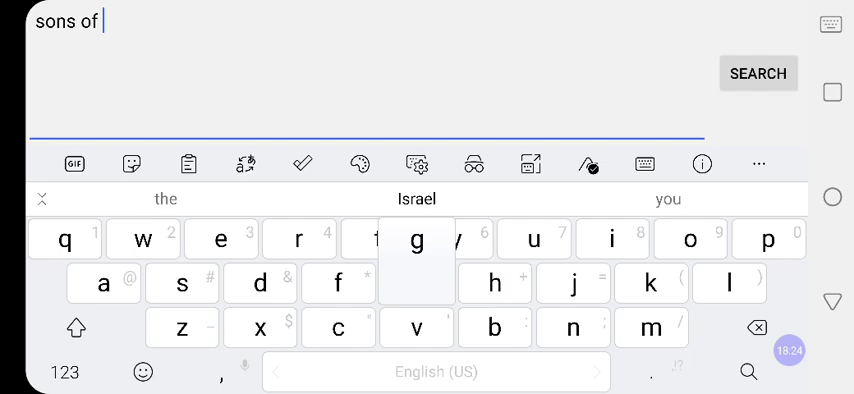 sons of
SEARCH
GIF
the Israel you
q 1 w 2 e 3 r 4 g y 6 u 7 i 8 o 9 p 0
a @ s # d & f * h + j = k ( l )
z _ x $ c " v ' b : n ; m /
123 , English (US) . ,!?
18:24